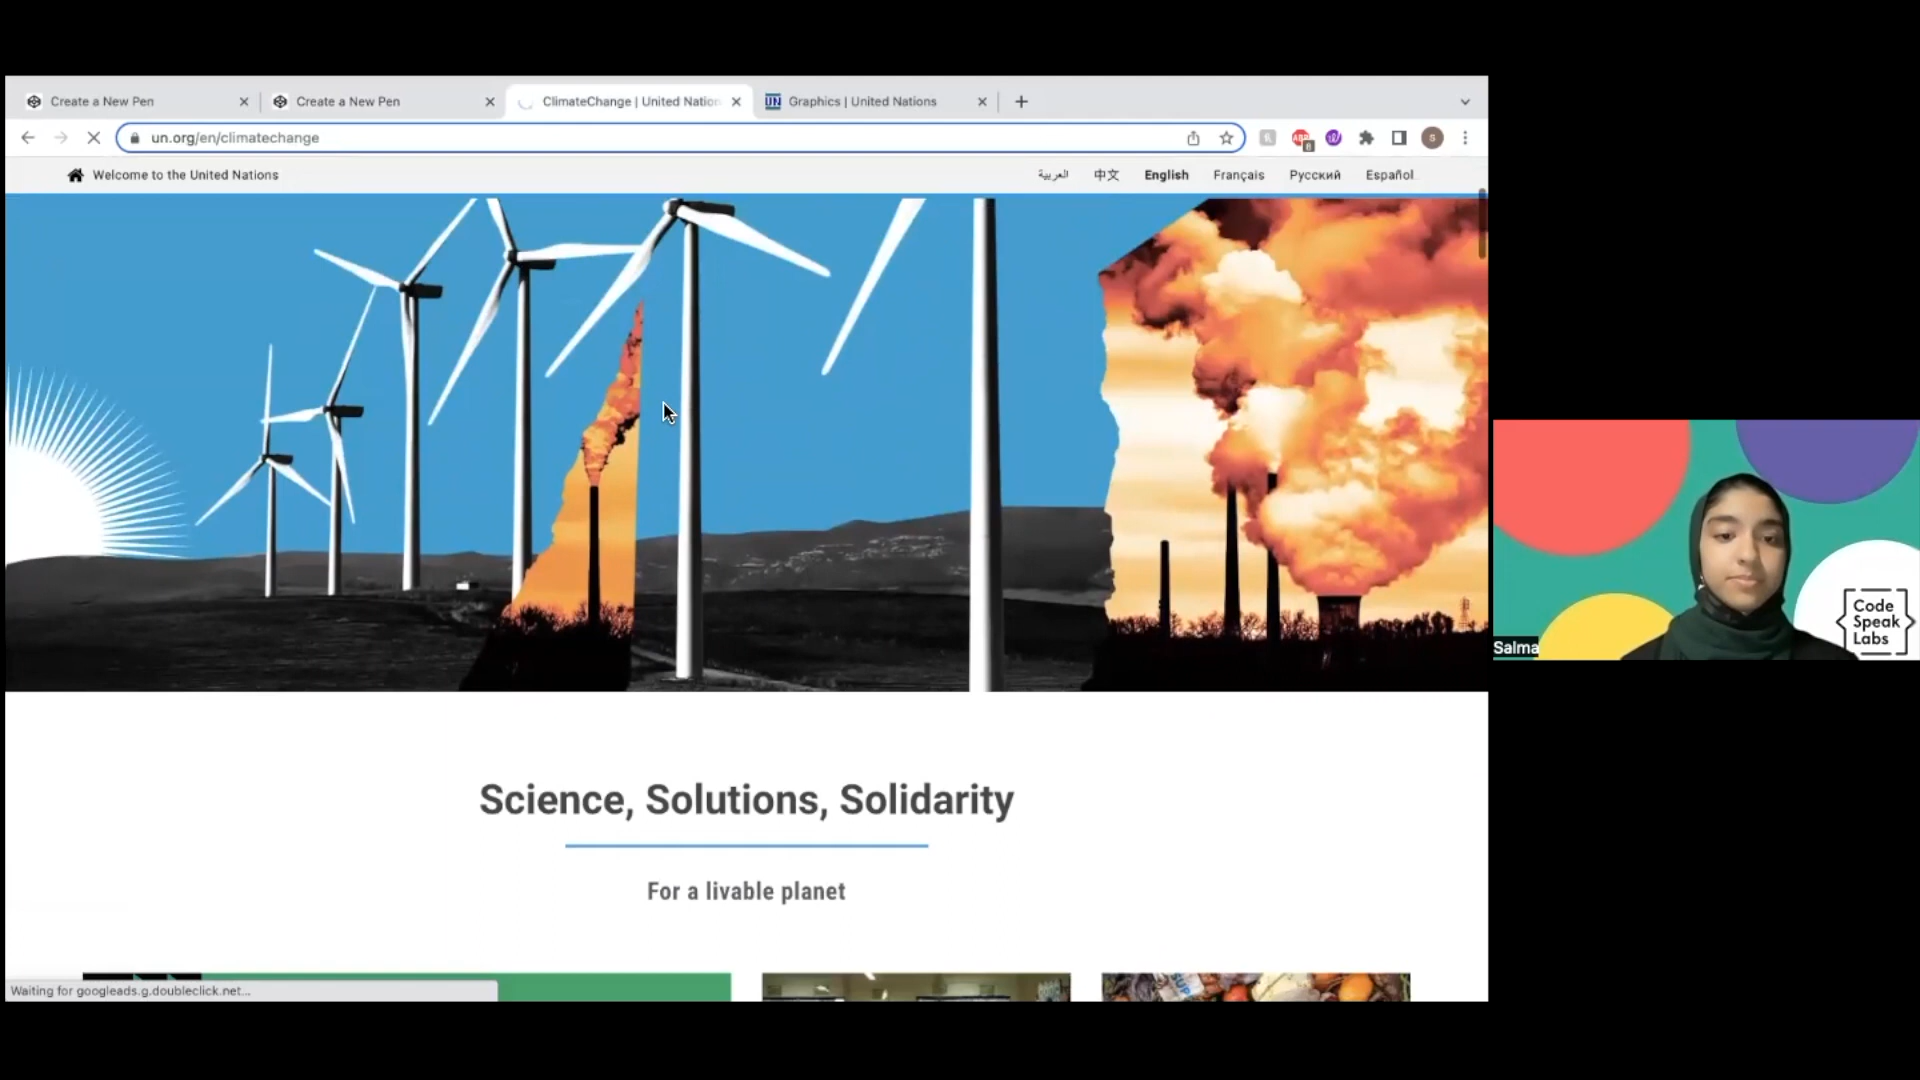 Create a New Pen
Create a New Pen
ClimateChange | United Nation
Graphics | United Nations
un.org/en/climatechange
ABP
8
S
Welcome to the United Nations
العربية
中文
English
Français
Русский
Español
Science, Solutions, Solidarity
For a livable planet
Waiting for googleads.g.doubleclick.net...
Salma
Code
Speak
Labs